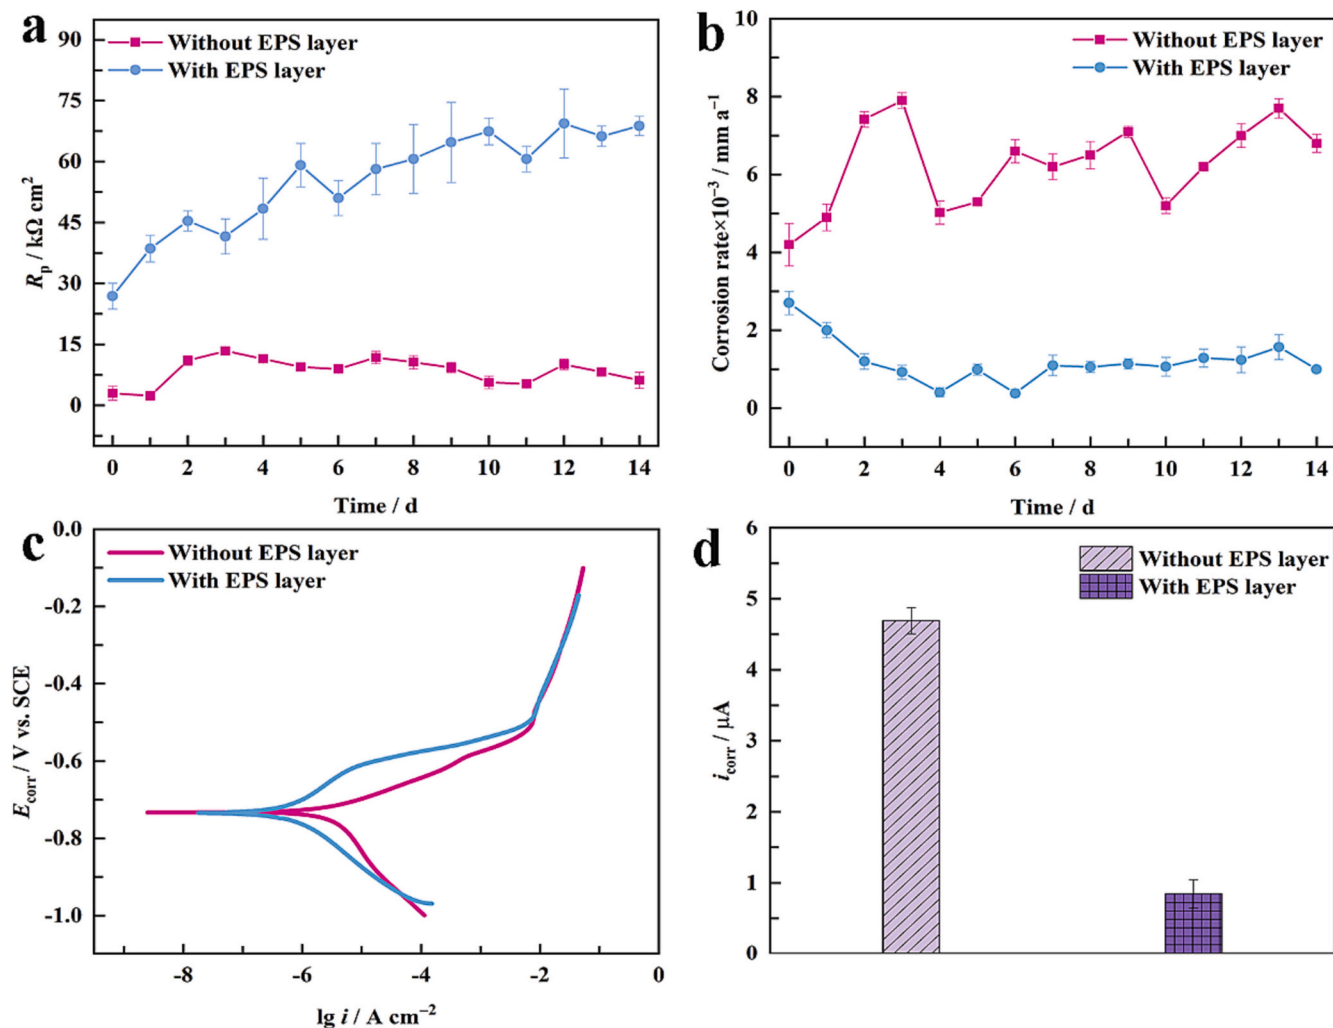 a
Without EPS layer
With EPS layer
90
75
60
45
30
15
0
R_p / kΩ cm²
0 2 4 6 8 10 12 14
Time / d
b
Without EPS layer
With EPS layer
10
8
6
4
2
0
Corrosion rate×10⁻³ / mm a⁻¹
0 2 4 6 8 10 12 14
Time / d
c
Without EPS layer
With EPS layer
0.0
-0.2
-0.4
-0.6
-0.8
-1.0
E_corr / V vs. SCE
-8 -6 -4 -2 0
lg i / A cm⁻²
d
Without EPS layer
With EPS layer
6
5
4
3
2
1
0
i_corr / μA